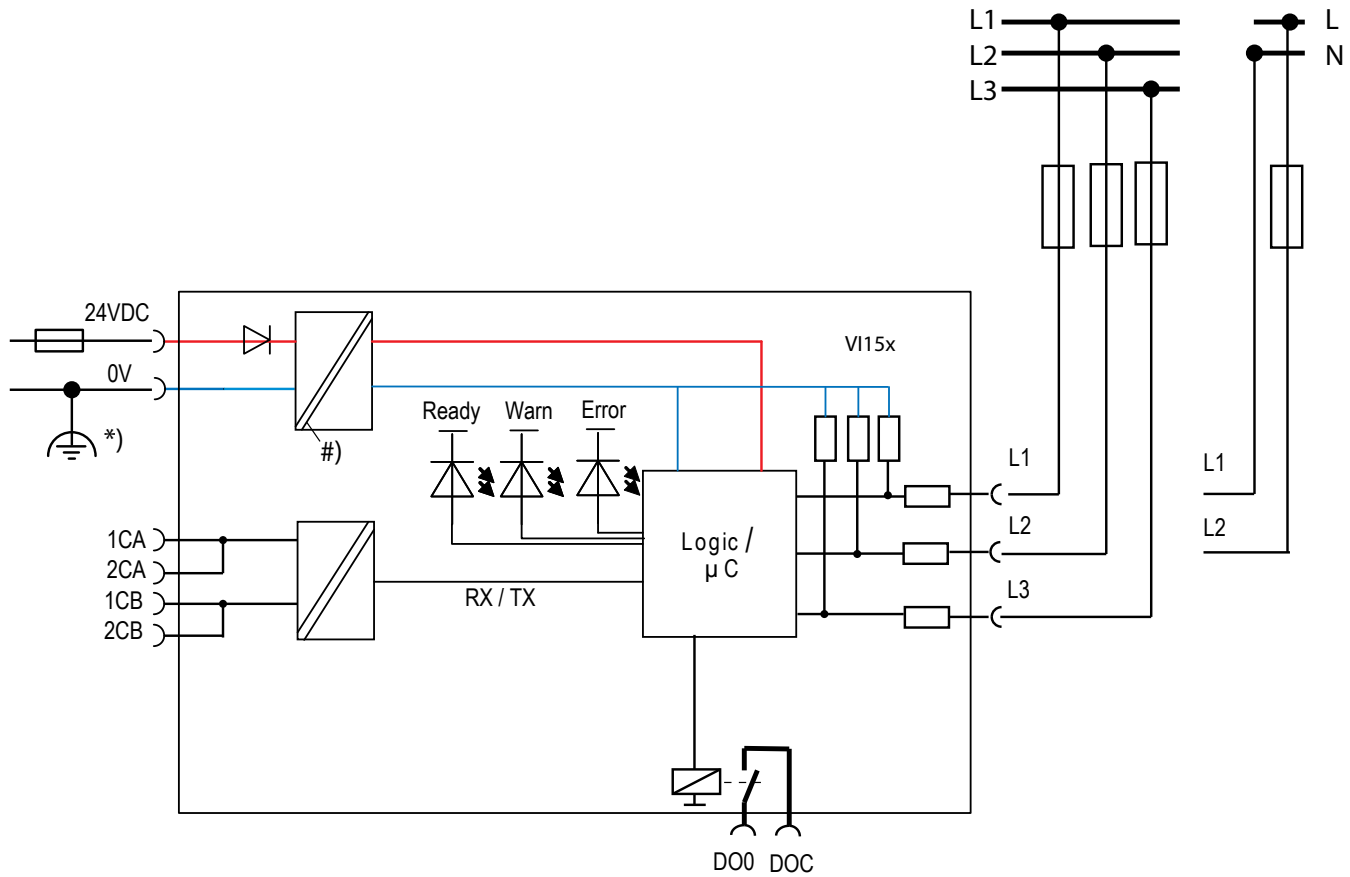 L1
L
L2
N
L3
24VDC
VI15x
0V
Ready
Warn
Error
*)
#)
L1
L1
1CA
L2
L2
Logic /
µC
2CA
L3
1CB
RX / TX
2CB
DO0
DOC